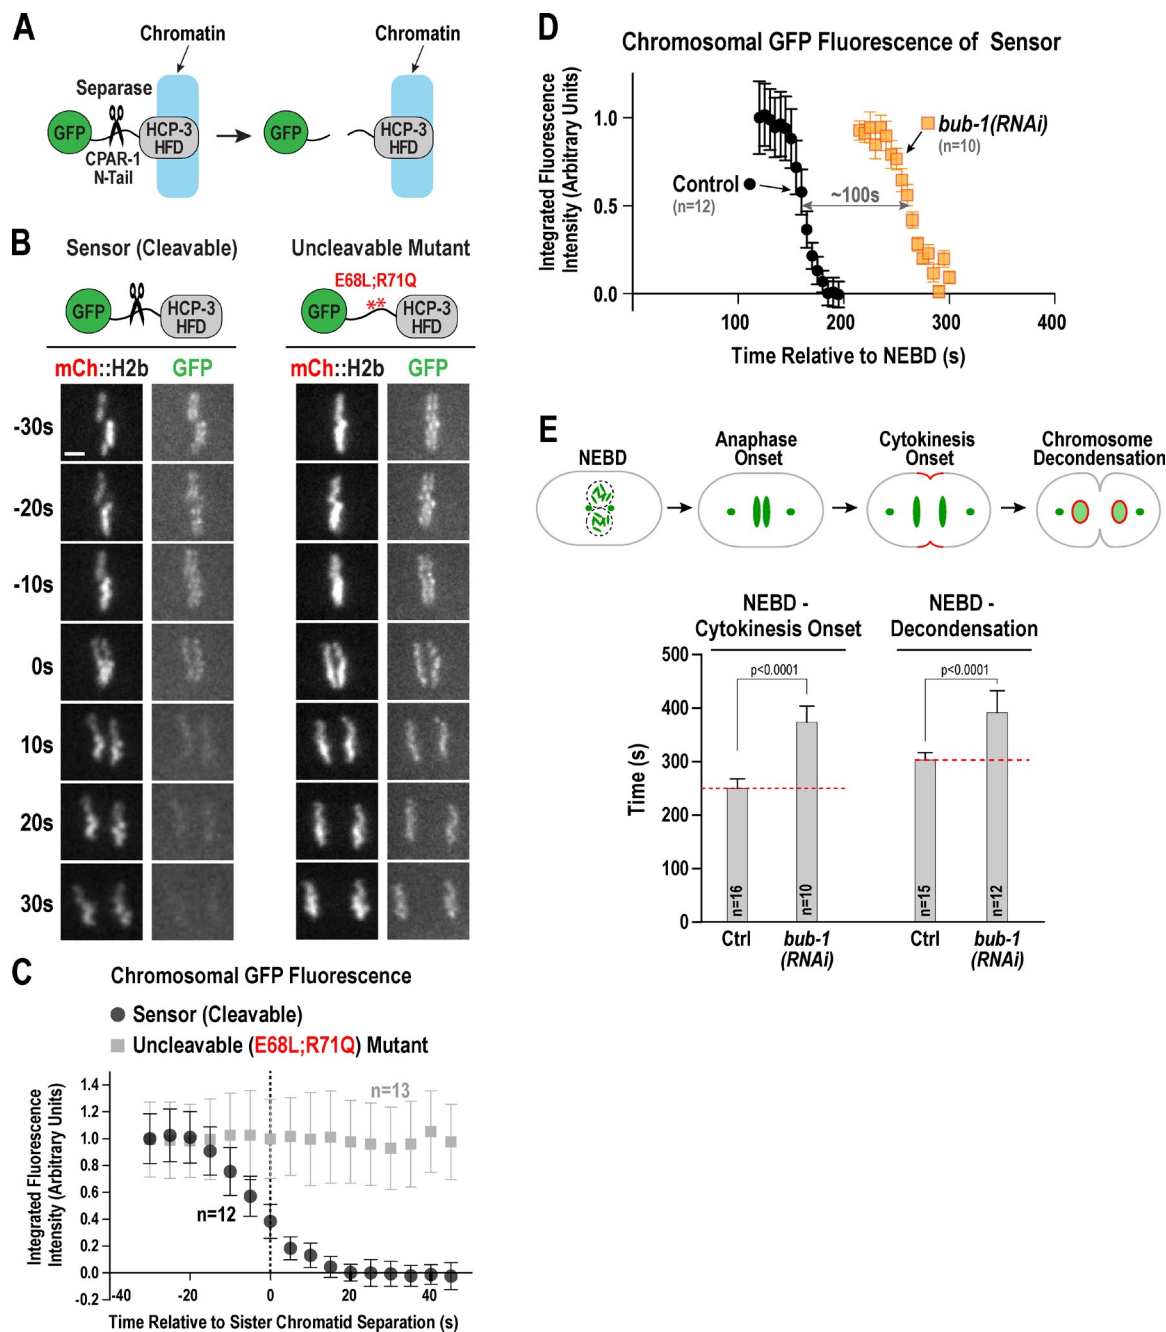 A
Chromatin
Chromatin
Separase
GFP
HCP-3
HFD
CPAR-1
N-Tail
GFP
HCP-3
HFD
B
Sensor (Cleavable)
Uncleavable Mutant
E68L;R71Q
**
GFP
HCP-3
HFD
GFP
HCP-3
HFD
mCh::H2b
GFP
mCh::H2b
GFP
-30s
-20s
-10s
0s
10s
20s
30s
C
Chromosomal GFP Fluorescence
Sensor (Cleavable)
Uncleavable (E68L;R71Q) Mutant
Integrated Fluorescence
Intensity (Arbitrary Units)
1.4
1.2
1.0
0.8
0.6
0.4
0.2
0.0
-0.2
n=13
n=12
-40
-20
0
20
40
Time Relative to Sister Chromatid Separation (s)
D
Chromosomal GFP Fluorescence of Sensor
Integrated Fluorescence
Intensity (Arbitrary Units)
1.0
0.5
0.0
bub-1(RNAi)
(n=10)
Control
(n=12)
~100s
100
200
300
400
Time Relative to NEBD (s)
E
NEBD
Anaphase
Onset
Cytokinesis
Onset
Chromosome
Decondensation
NEBD -
Cytokinesis Onset
NEBD -
Decondensation
Time (s)
500
400
300
200
100
0
p<0.0001
p<0.0001
n=16
n=10
n=15
n=12
Ctrl
bub-1
(RNAi)
Ctrl
bub-1
(RNAi)